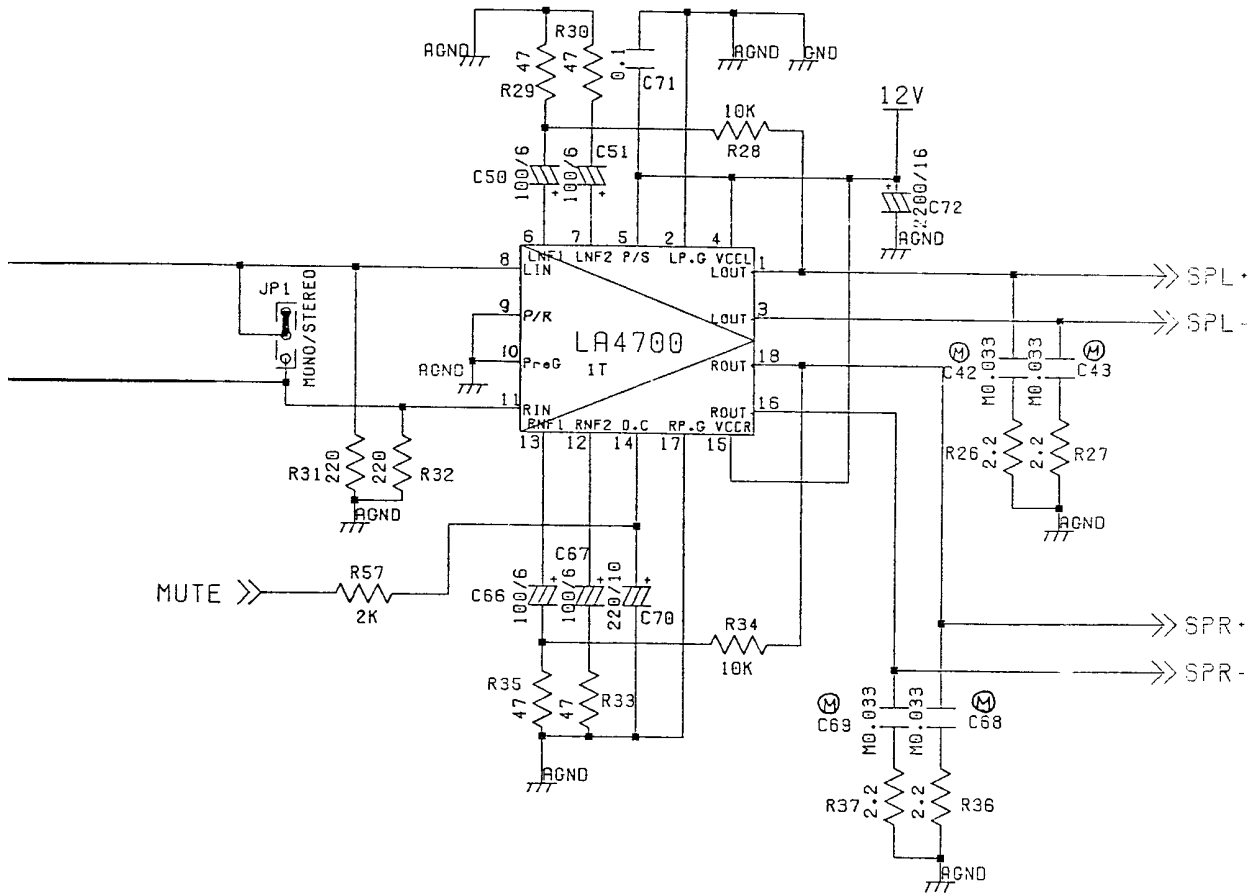 AGND
47
R29
R30
47
0.1
C71
AGND
GND
12V
10K
R28
C50
100/6
+
C51
100/6
+
+
2200/16
C72
AGND
6 7 5 2 4
LNF1 LNF2 P/S LP.G VCCL
8
LIN
LOUT
1
SPL+
JP1
MONO/STEREO
9
P/R
LOUT
3
SPL-
LA4700
1T
AGND
10
PreG
ROUT
18
11
RIN
ROUT
16
RNF1 RNF2 D.C RP.G VCCR
13 12 14 17 15
M
C42
M0.033
M0.033
M
C43
R26
2.2
2.2
R27
AGND
R31
220
220
R32
AGND
MUTE
R57
2K
C66
100/6
+
C67
100/6
+
220/10
+
C70
R34
10K
SPR+
SPR-
R35
47
47
R33
AGND
M
C69
M0.033
M0.033
M
C68
R37
2.2
2.2
R36
AGND